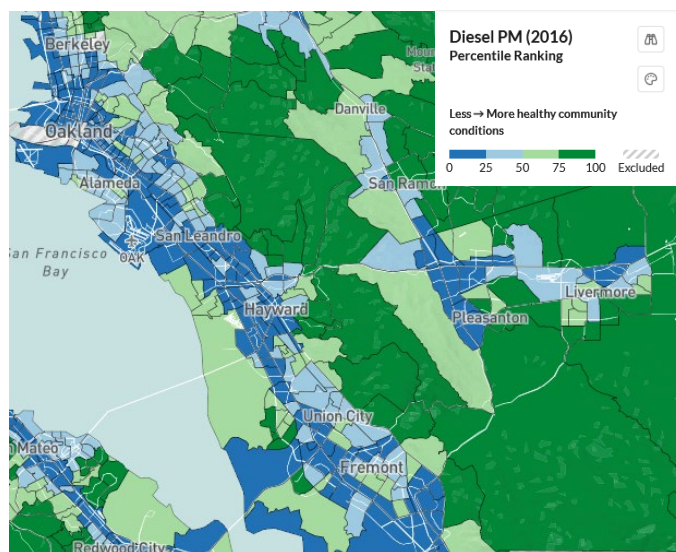 Diesel PM (2016)
Percentile Ranking
Less → More healthy community
conditions
0 25 50 75 100 Excluded
Berkeley
Oakland
Alameda
San Leandro
OAK
San Francisco
Bay
Danville
San Ramon
Hayward
Pleasanton
Livermore
Union City
Fremont
n Mateo
Redwood City